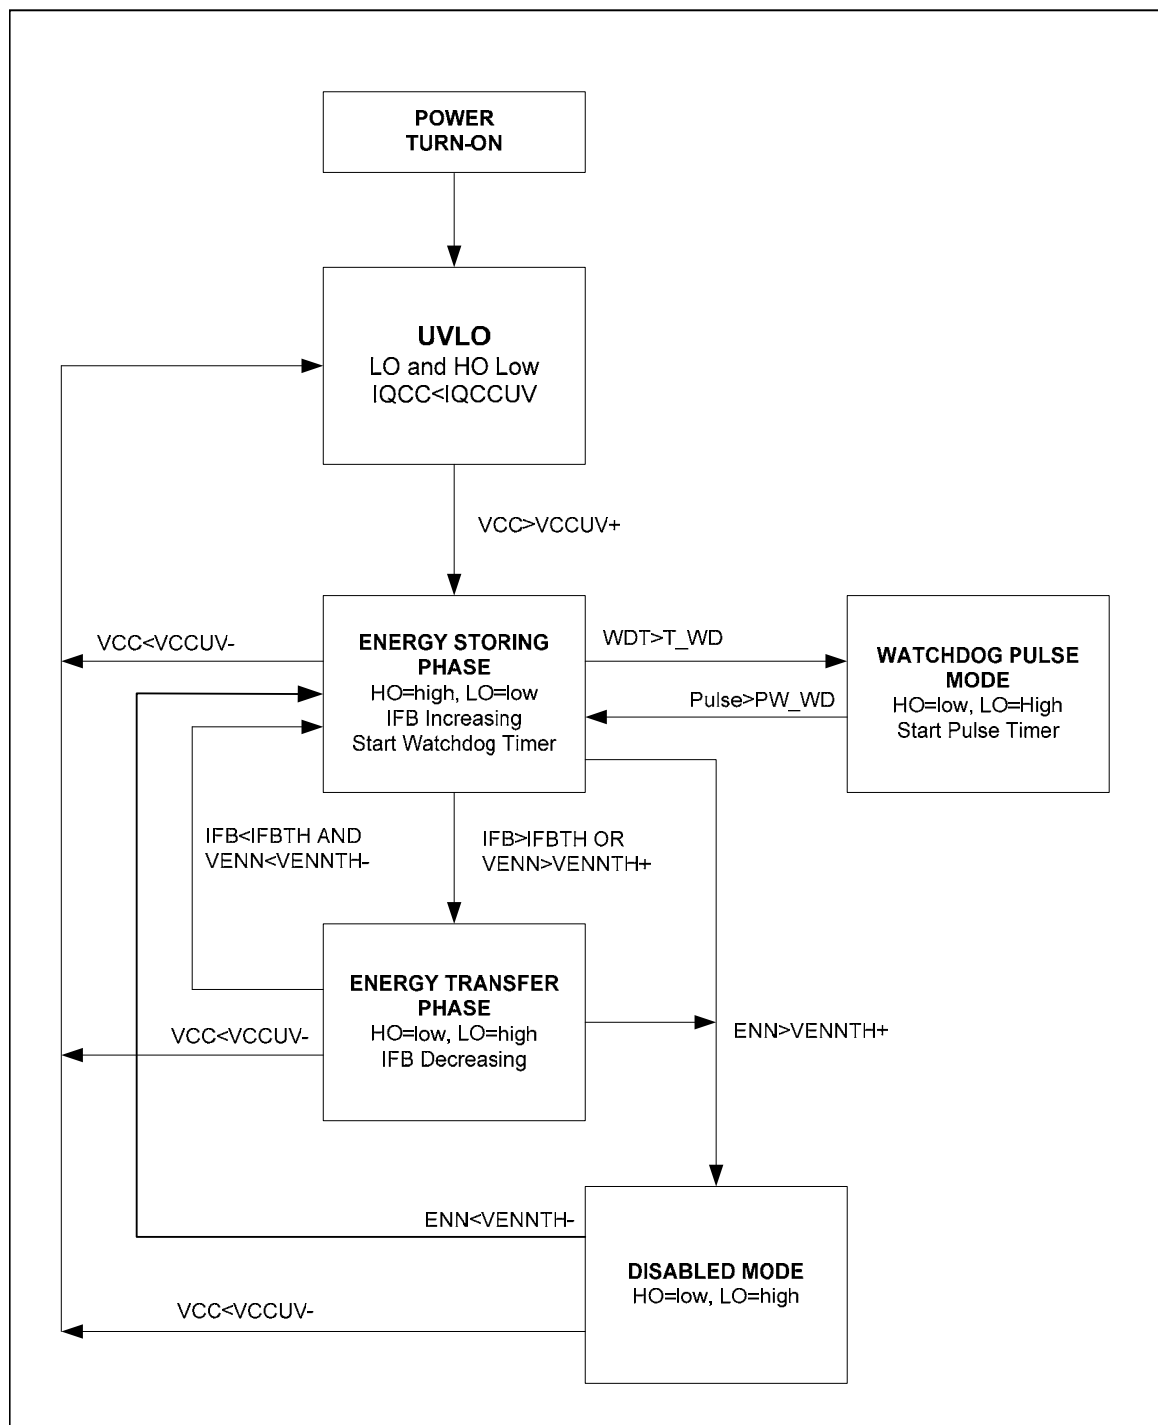 POWER
TURN-ON
UVLO
LO and HO Low
IQCC<IQCCUV
VCC>VCCUV+
VCC<VCCUV-
ENERGY STORING
PHASE
HO=high, LO=low
IFB Increasing
Start Watchdog Timer
WDT>T_WD
Pulse>PW_WD
WATCHDOG PULSE
MODE
HO=low, LO=High
Start Pulse Timer
IFB<IFBTH AND
VENN<VENNTH-
IFB>IFBTH OR
VENN>VENNTH+
ENERGY TRANSFER
PHASE
HO=low, LO=high
IFB Decreasing
VCC<VCCUV-
ENN>VENNTH+
ENN<VENNTH-
DISABLED MODE
HO=low, LO=high
VCC<VCCUV-